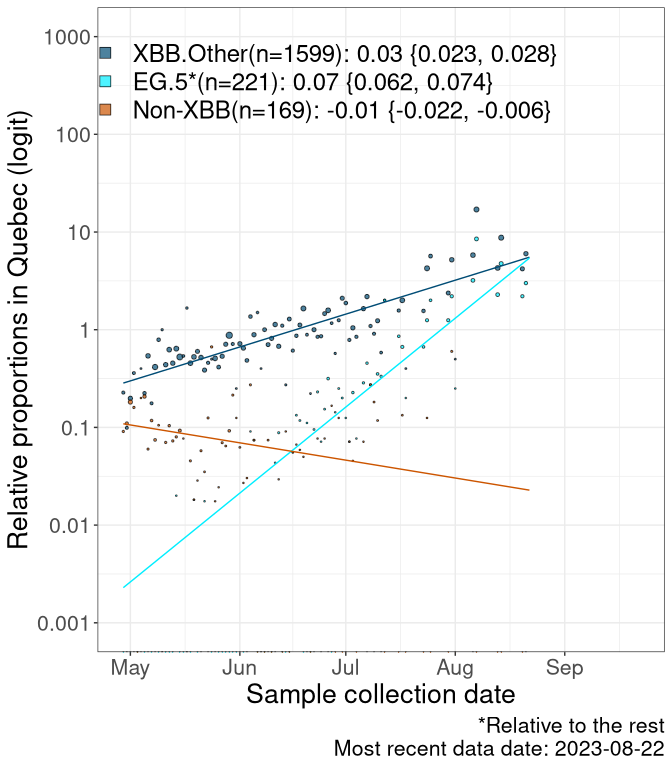 1000
100
10
1
0.1
0.01
0.001
Relative proportions in Quebec (logit)
XBB.Other(n=1599): 0.03 {0.023, 0.028}
EG.5*(n=221): 0.07 {0.062, 0.074}
Non-XBB(n=169): -0.01 {-0.022, -0.006}
May Jun Jul Aug Sep
Sample collection date
*Relative to the rest
Most recent data date: 2023-08-22